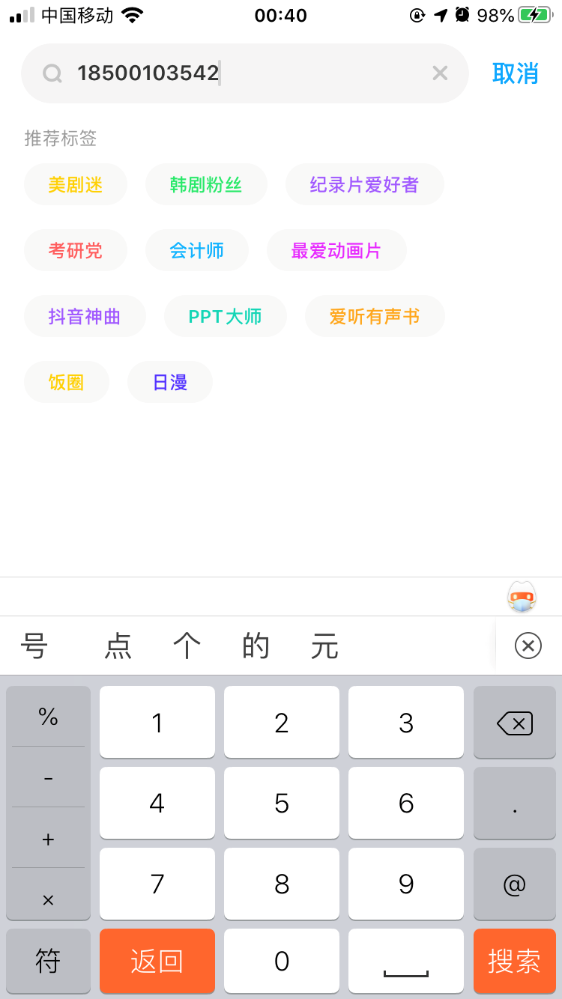 中国移动 00:40 98%
18500103542 取消
推荐标签
美剧迷 韩剧粉丝 纪录片爱好者
考研党 会计师 最爱动画片
抖音神曲 PPT大师 爱听有声书
饭圈 日漫
号 点 个 的 元
% 1 2 3
- 4 5 6 .
+ 7 8 9 @
×
符 返回 0 搜索